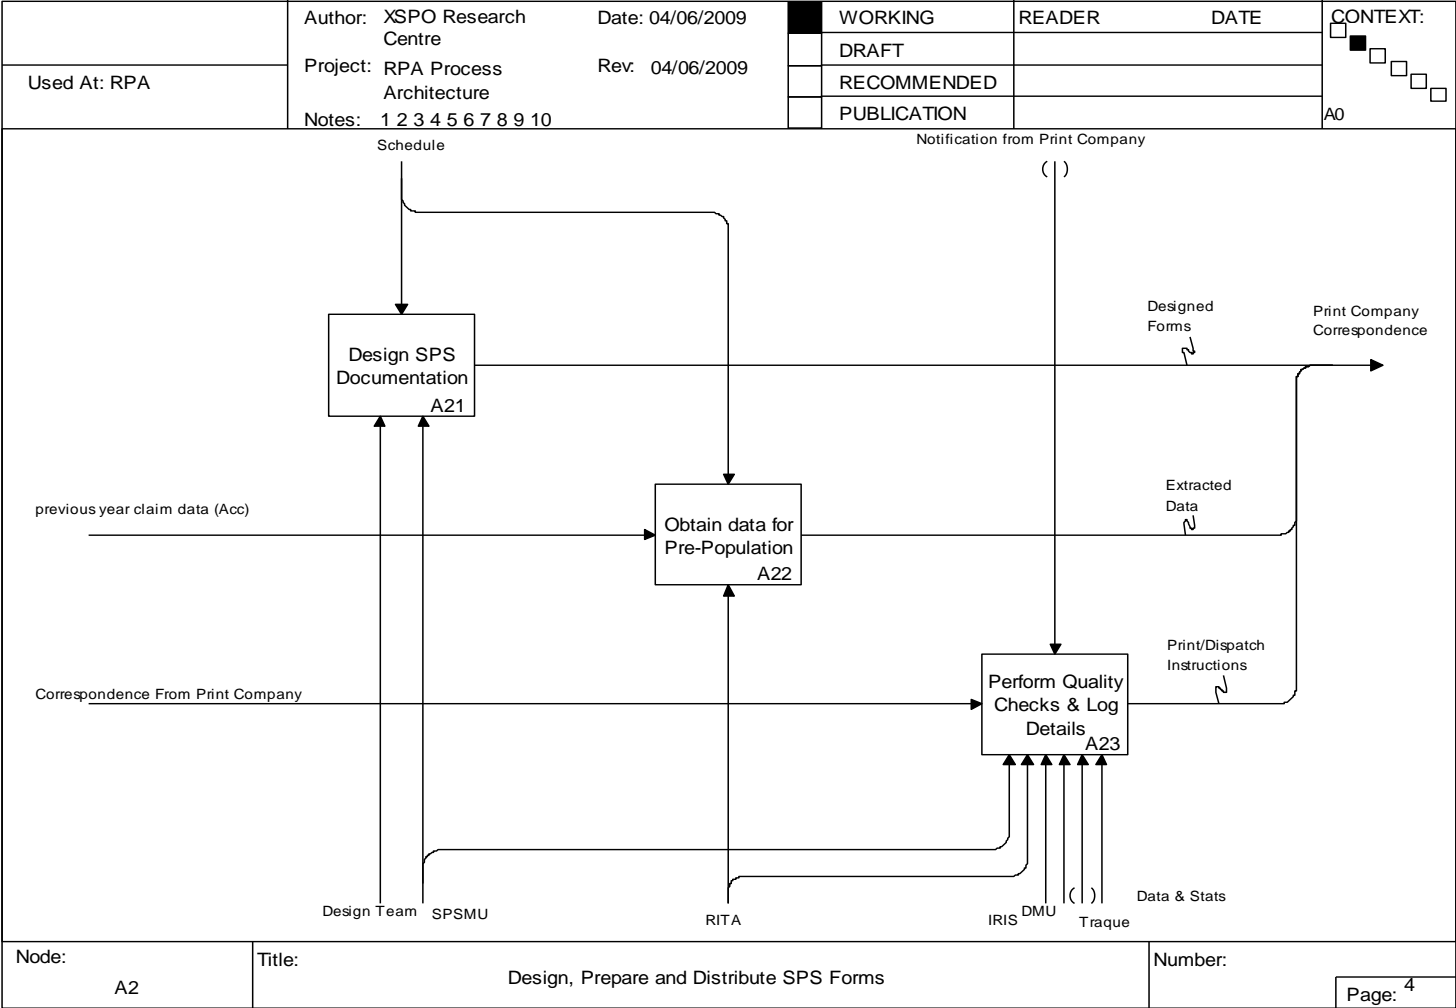 Author: XSPO Research
Centre
Date: 04/06/2009
Used At: RPA
Project: RPA Process
Architecture
Rev: 04/06/2009
Notes: 1 2 3 4 5 6 7 8 9 10
WORKING
DRAFT
RECOMMENDED
PUBLICATION
READER
DATE
CONTEXT:
A0
Schedule
Notification from Print Company
( )
Designed
Forms
Print Company
Correspondence
Design SPS
Documentation
A21
previous year claim data (Acc)
Extracted
Data
Obtain data for
Pre-Population
A22
Print/Dispatch
Instructions
Correspondence From Print Company
Perform Quality
Checks & Log
Details
A23
Design Team
SPSMU
RITA
IRIS
DMU
( )
Traque
Data & Stats
Node:
A2
Title:
Design, Prepare and Distribute SPS Forms
Number:
Page: 4